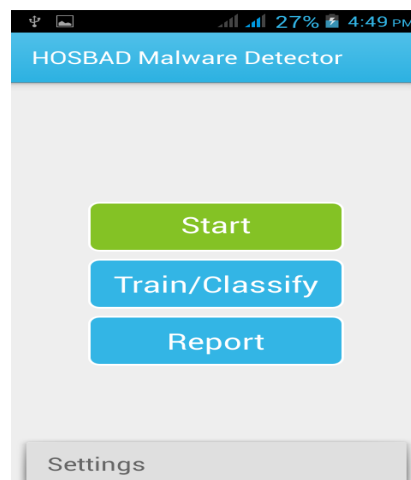 27% 4:49 PM
HOSBAD Malware Detector
Start
Train/Classify
Report
Settings